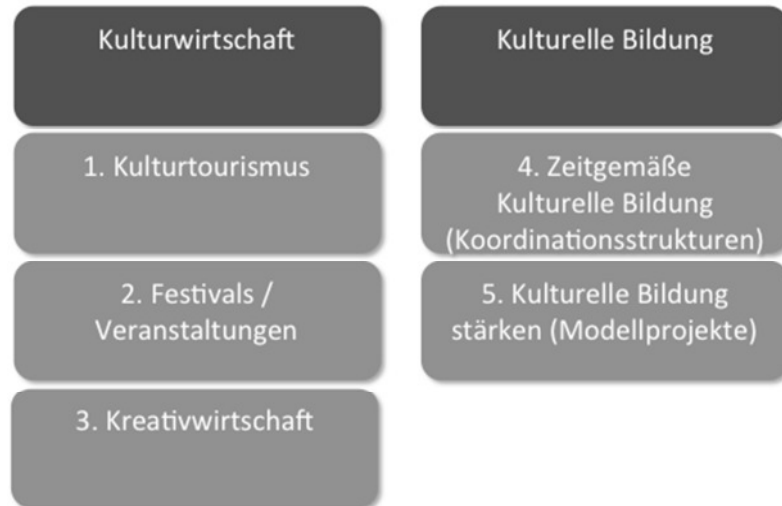 Kulturwirtschaft
1. Kulturtourismus
2. Festivals /
Veranstaltungen
3. Kreativwirtschaft
Kulturelle Bildung
4. Zeitgemäße
Kulturelle Bildung
(Koordinationsstrukturen)
5. Kulturelle Bildung
stärken (Modellprojekte)